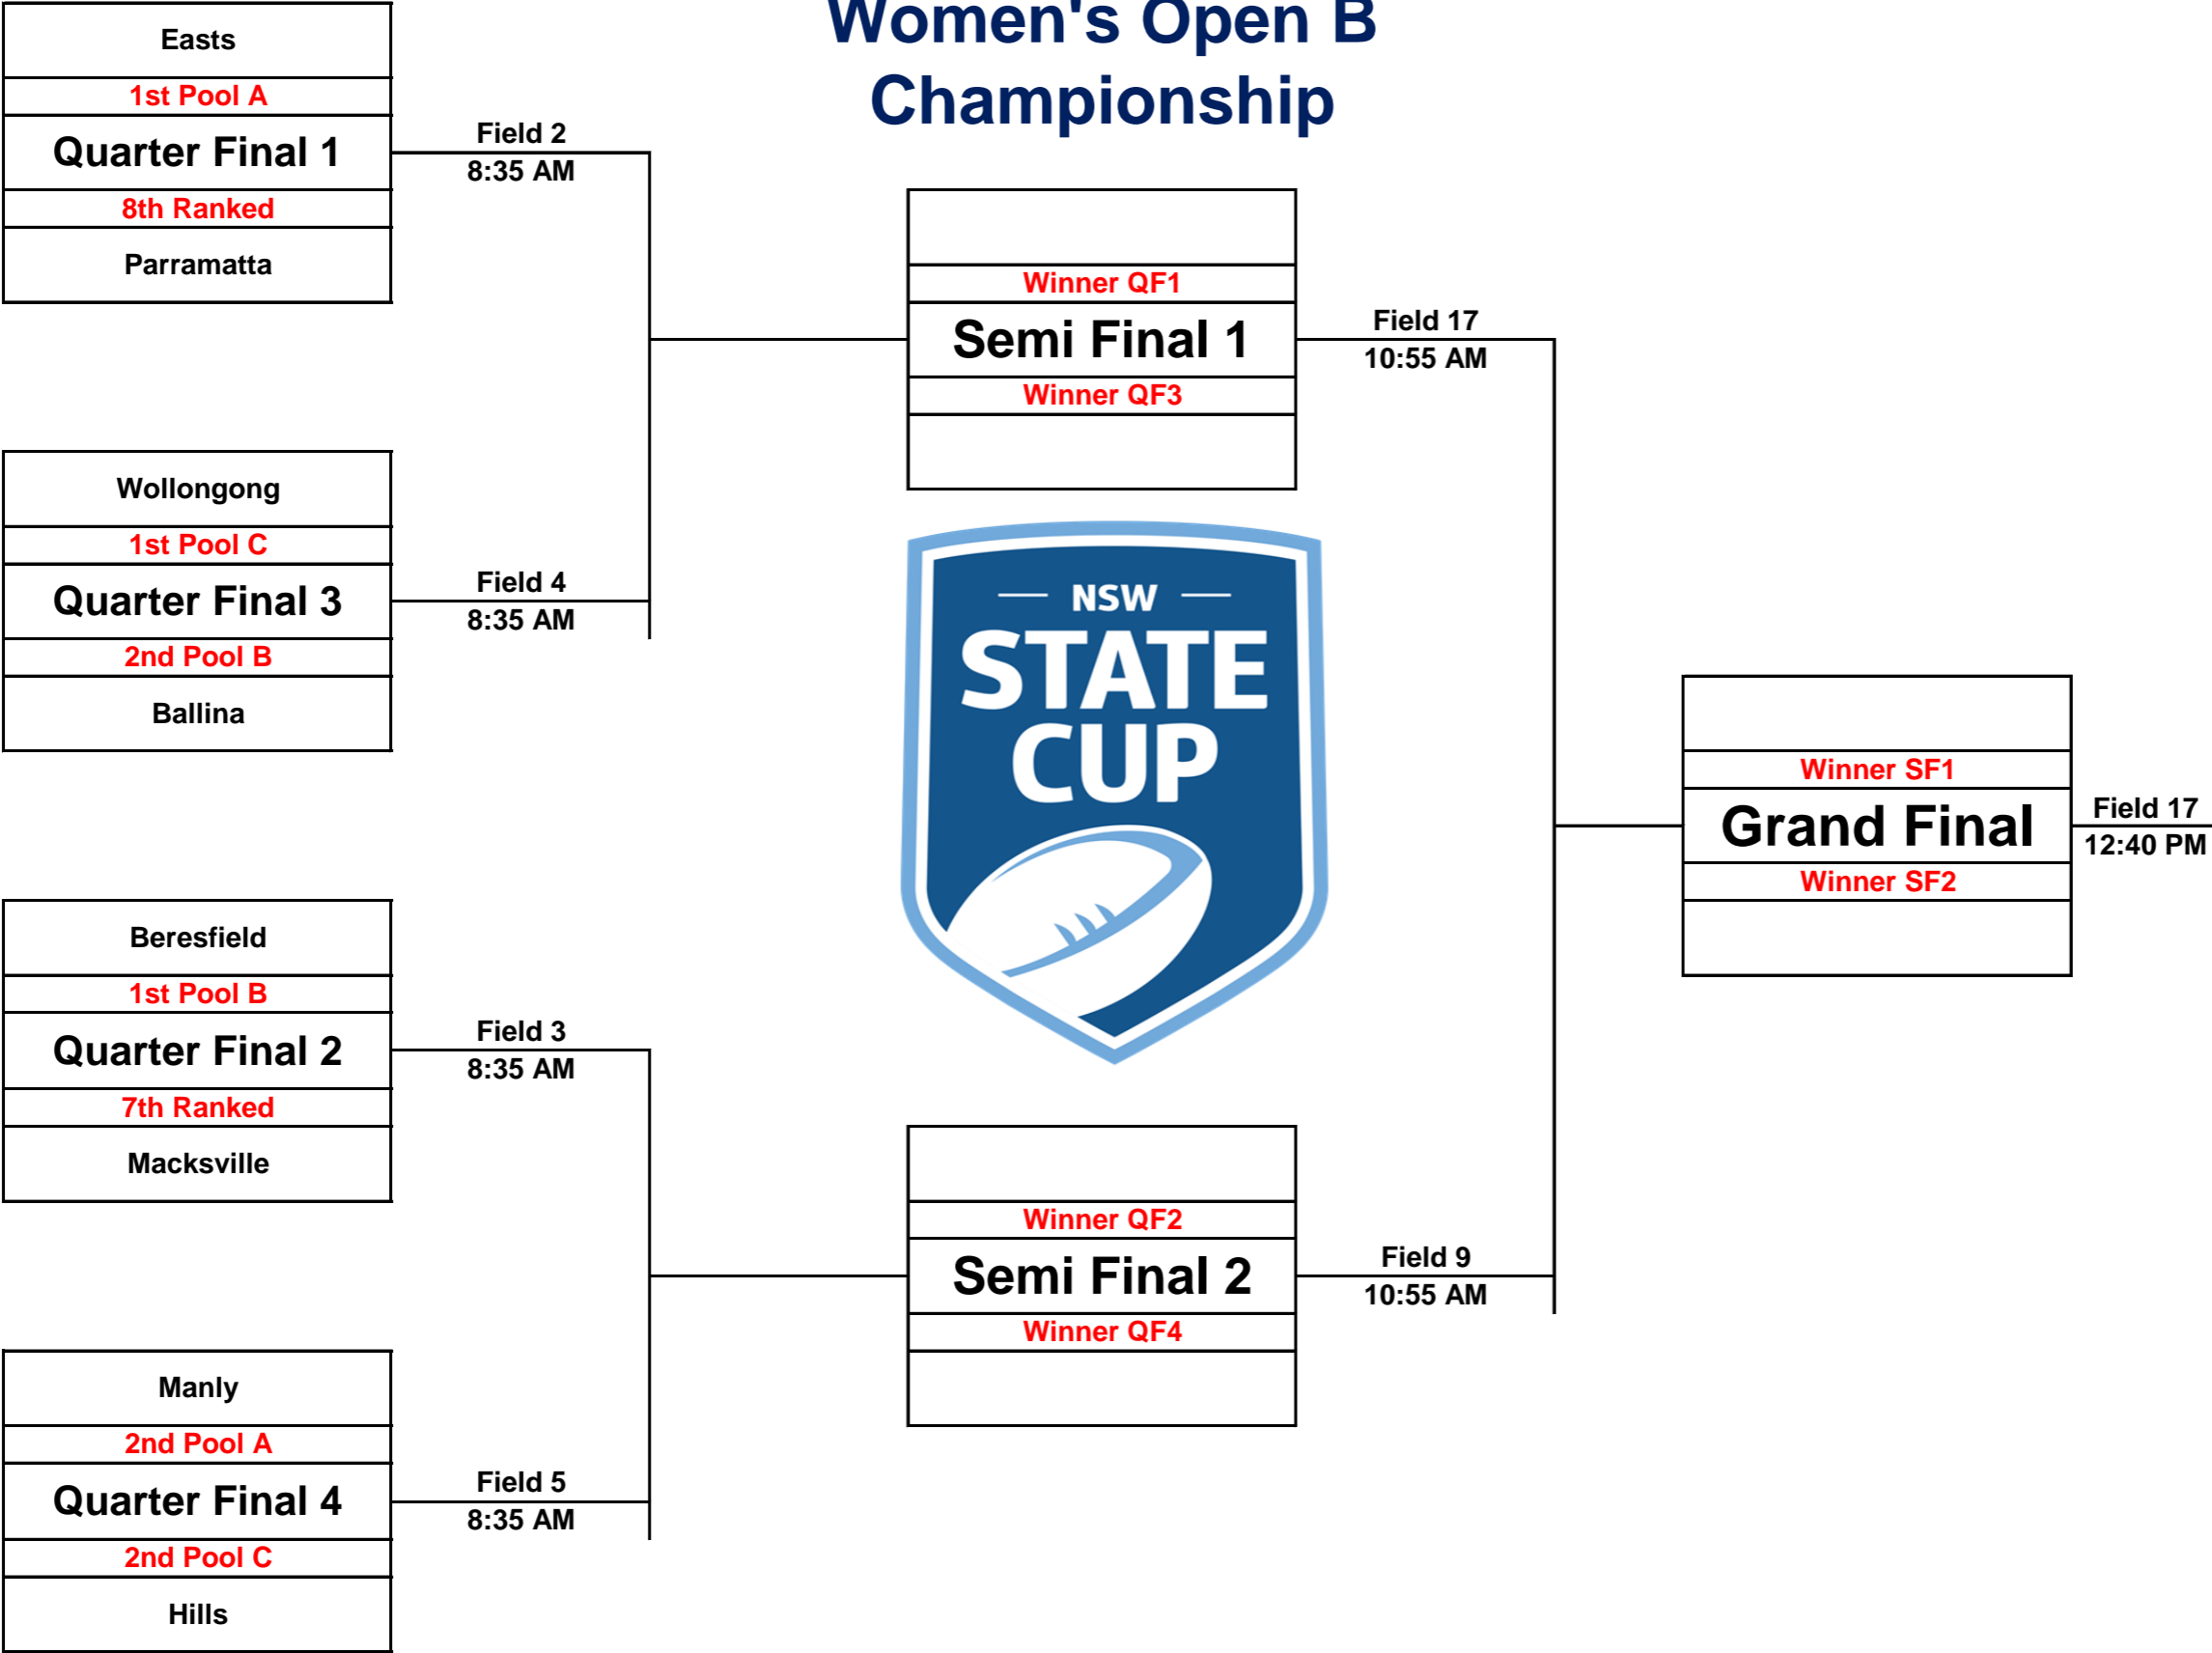 Women's Open B
Championship
Easts
1st Pool A
Quarter Final 1
8th Ranked
Parramatta
Field 2
8:35 AM
Wollongong
1st Pool C
Quarter Final 3
2nd Pool B
Ballina
Field 4
8:35 AM
Beresfield
1st Pool B
Quarter Final 2
7th Ranked
Macksville
Field 3
8:35 AM
Manly
2nd Pool A
Quarter Final 4
2nd Pool C
Hills
Field 5
8:35 AM
Winner QF1
Semi Final 1
Winner QF3
Field 17
10:55 AM
NSW
STATE
CUP
Winner QF2
Semi Final 2
Winner QF4
Field 9
10:55 AM
Winner SF1
Grand Final
Winner SF2
Field 17
12:40 PM